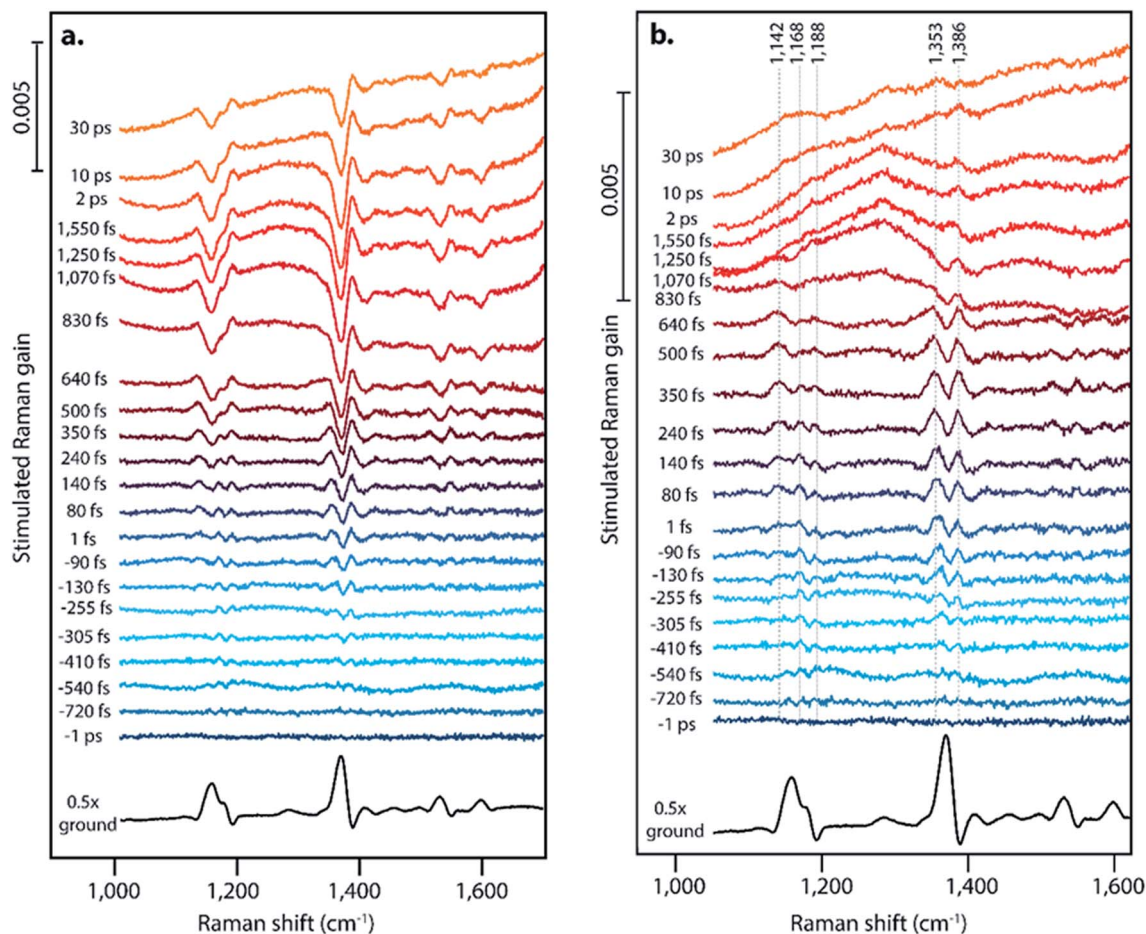 a.
0.005
30 ps
10 ps
2 ps
1,550 fs
1,250 fs
1,070 fs
830 fs
640 fs
500 fs
350 fs
240 fs
140 fs
80 fs
1 fs
-90 fs
-130 fs
-255 fs
-305 fs
-410 fs
-540 fs
-720 fs
-1 ps
0.5x
ground
Stimulated Raman gain
1,000 1,200 1,400 1,600
Raman shift (cm⁻¹)
b.
1,142
1,168
1,188
1,353
1,386
0.005
30 ps
10 ps
2 ps
1,550 fs
1,250 fs
1,070 fs
830 fs
640 fs
500 fs
350 fs
240 fs
140 fs
80 fs
1 fs
-90 fs
-130 fs
-255 fs
-305 fs
-410 fs
-540 fs
-720 fs
-1 ps
0.5x
ground
Stimulated Raman gain
1,000 1,200 1,400 1,600
Raman shift (cm⁻¹)